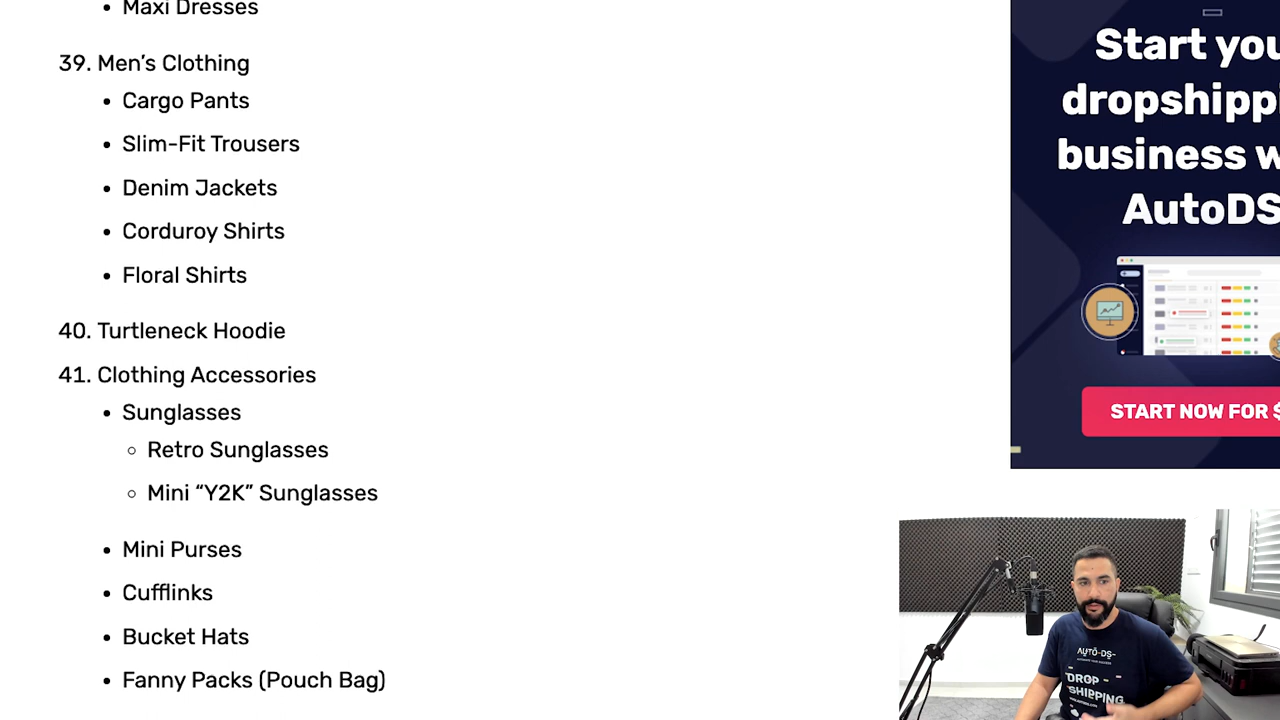 Maxi Dresses
39. Men's Clothing
Cargo Pants
Slim-Fit Trousers
Denim Jackets
Corduroy Shirts
Floral Shirts
40. Turtleneck Hoodie
41. Clothing Accessories
Sunglasses
Retro Sunglasses
Mini “Y2K” Sunglasses
Mini Purses
Cufflinks
Bucket Hats
Fanny Packs (Pouch Bag)
Start you
dropshippi
business w
AutoDS
START NOW FOR $
AUTO-DS-
DROP
SHIPPING